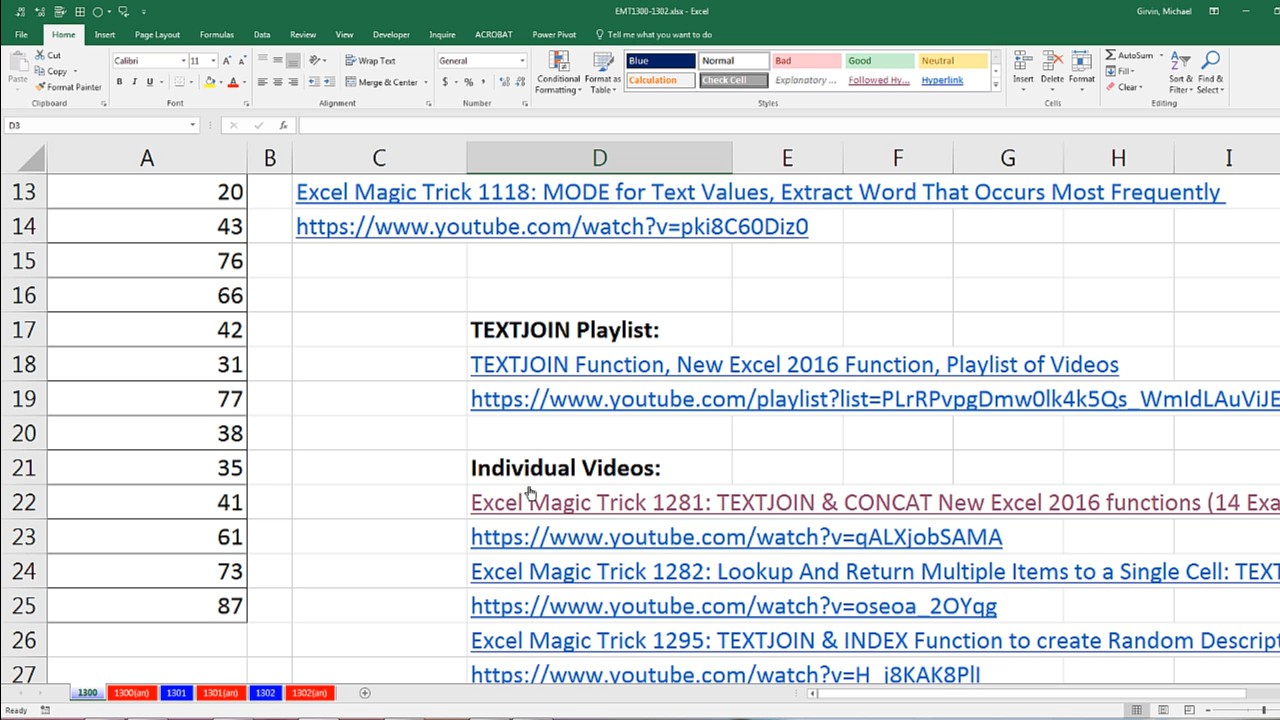 EMT1300-1302.xlsx - Excel
Girvin, Michael
File Home Insert Page Layout Formulas Data Review View Developer Inquire ACROBAT Power Pivot Tell me what you want to do
Paste
Cut
Copy
Format Painter
Clipboard
Calibri 11
B I U
A A
Font
Wrap Text
Merge & Center
Alignment
General
$ % ,
Number
Conditional Formatting
Format as Table
Blue Normal Bad Good Neutral
Calculation Check Cell Explanatory ... Followed Hy... Hyperlink
Styles
Insert Delete Format
Cells
AutoSum
Fill
Clear
Sort & Filter
Find & Select
Editing
D3
fx
A B C D E F G H I
13 20 Excel Magic Trick 1118: MODE for Text Values, Extract Word That Occurs Most Frequently
14 43 https://www.youtube.com/watch?v=pki8C60Diz0
15 76
16 66
17 42 TEXTJOIN Playlist:
18 31 TEXTJOIN Function, New Excel 2016 Function, Playlist of Videos
19 77 https://www.youtube.com/playlist?list=PLrRPvpgDmw0lk4k5Qs_WmIdLAuViJE
20 38
21 35 Individual Videos:
22 41 Excel Magic Trick 1281: TEXTJOIN & CONCAT New Excel 2016 functions (14 Exa
23 61 https://www.youtube.com/watch?v=qALXjobSAMA
24 73 Excel Magic Trick 1282: Lookup And Return Multiple Items to a Single Cell: TEXT
25 87 https://www.youtube.com/watch?v=oseoa_2OYqg
26 Excel Magic Trick 1295: TEXTJOIN & INDEX Function to create Random Descript
27 https://www.youtube.com/watch?v=H_j8KAK8PlI
1300 1300(an) 1301 1301(an) 1302 1302(an)
Ready